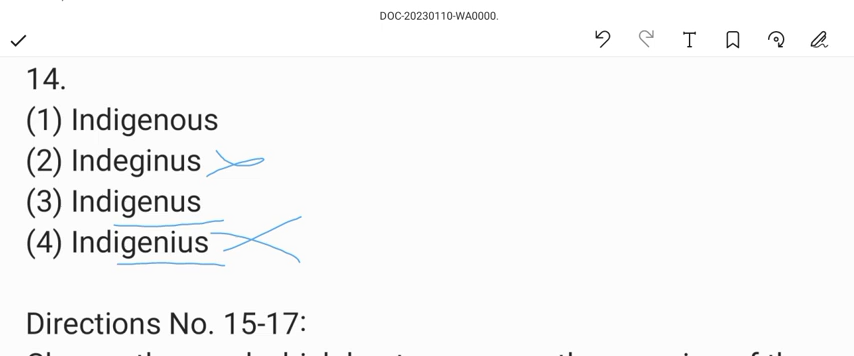 DOC-20230110-WA0000.
14.
(1) Indigenous
(2) Indeginus
(3) Indigenus
(4) Indigenius
Directions No. 15-17: